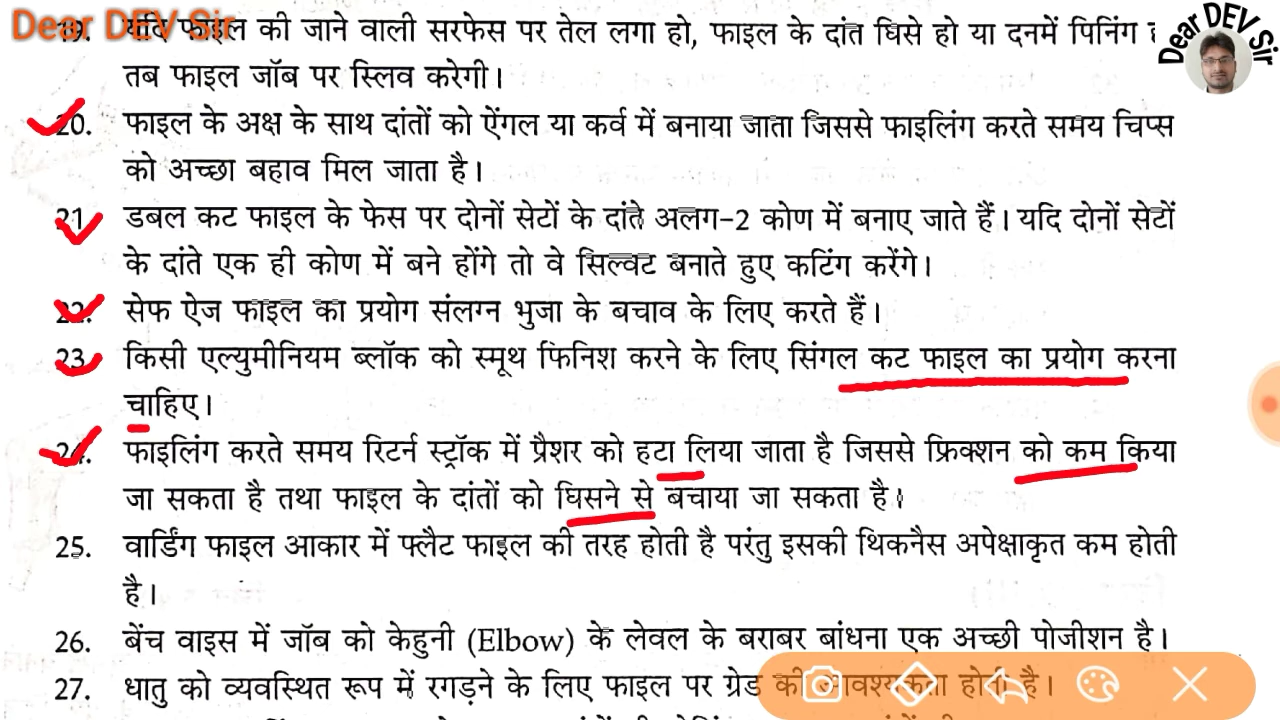 Dear DEV Sir
19. यदि फाइल की जाने वाली सरफेस पर तेल लगा हो, फाइल के दांत घिसे हो या दनमें पिनिंग
तब फाइल जॉब पर स्लिव करेगी।
20. फाइल के अक्ष के साथ दांतों को ऐंगल या कर्व में बनाया जाता जिससे फाइलिंग करते समय चिप्स
को अच्छा बहाव मिल जाता है।
21. डबल कट फाइल के फेस पर दोनों सेटों के दांते अलग-2 कोण में बनाए जाते हैं। यदि दोनों सेटों
के दांते एक ही कोण में बने होंगे तो वे सिल्वट बनाते हुए कटिंग करेंगे।
22. सेफ ऐज फाइल का प्रयोग संलग्न भुजा के बचाव के लिए करते हैं।
23. किसी एल्युमीनियम ब्लॉक को स्मूथ फिनिश करने के लिए सिंगल कट फाइल का प्रयोग करना
चाहिए।
24. फाइलिंग करते समय रिटर्न स्ट्रॉक में प्रैशर को हटा लिया जाता है जिससे फ्रिक्शन को कम किया
जा सकता है तथा फाइल के दांतों को घिसने से बचाया जा सकता है।
25. वार्डिंग फाइल आकार में फ्लैट फाइल की तरह होती है परंतु इसकी थिकनैस अपेक्षाकृत कम होती
है।
26. बेंच वाइस में जॉब को केहुनी (Elbow) के लेवल के बराबर बांधना एक अच्छी पोजीशन है।
27. धातु को व्यवस्थित रूप में रगड़ने के लिए फाइल पर ग्रेड की आवश्यकता होती है।
Dear DEV Sir